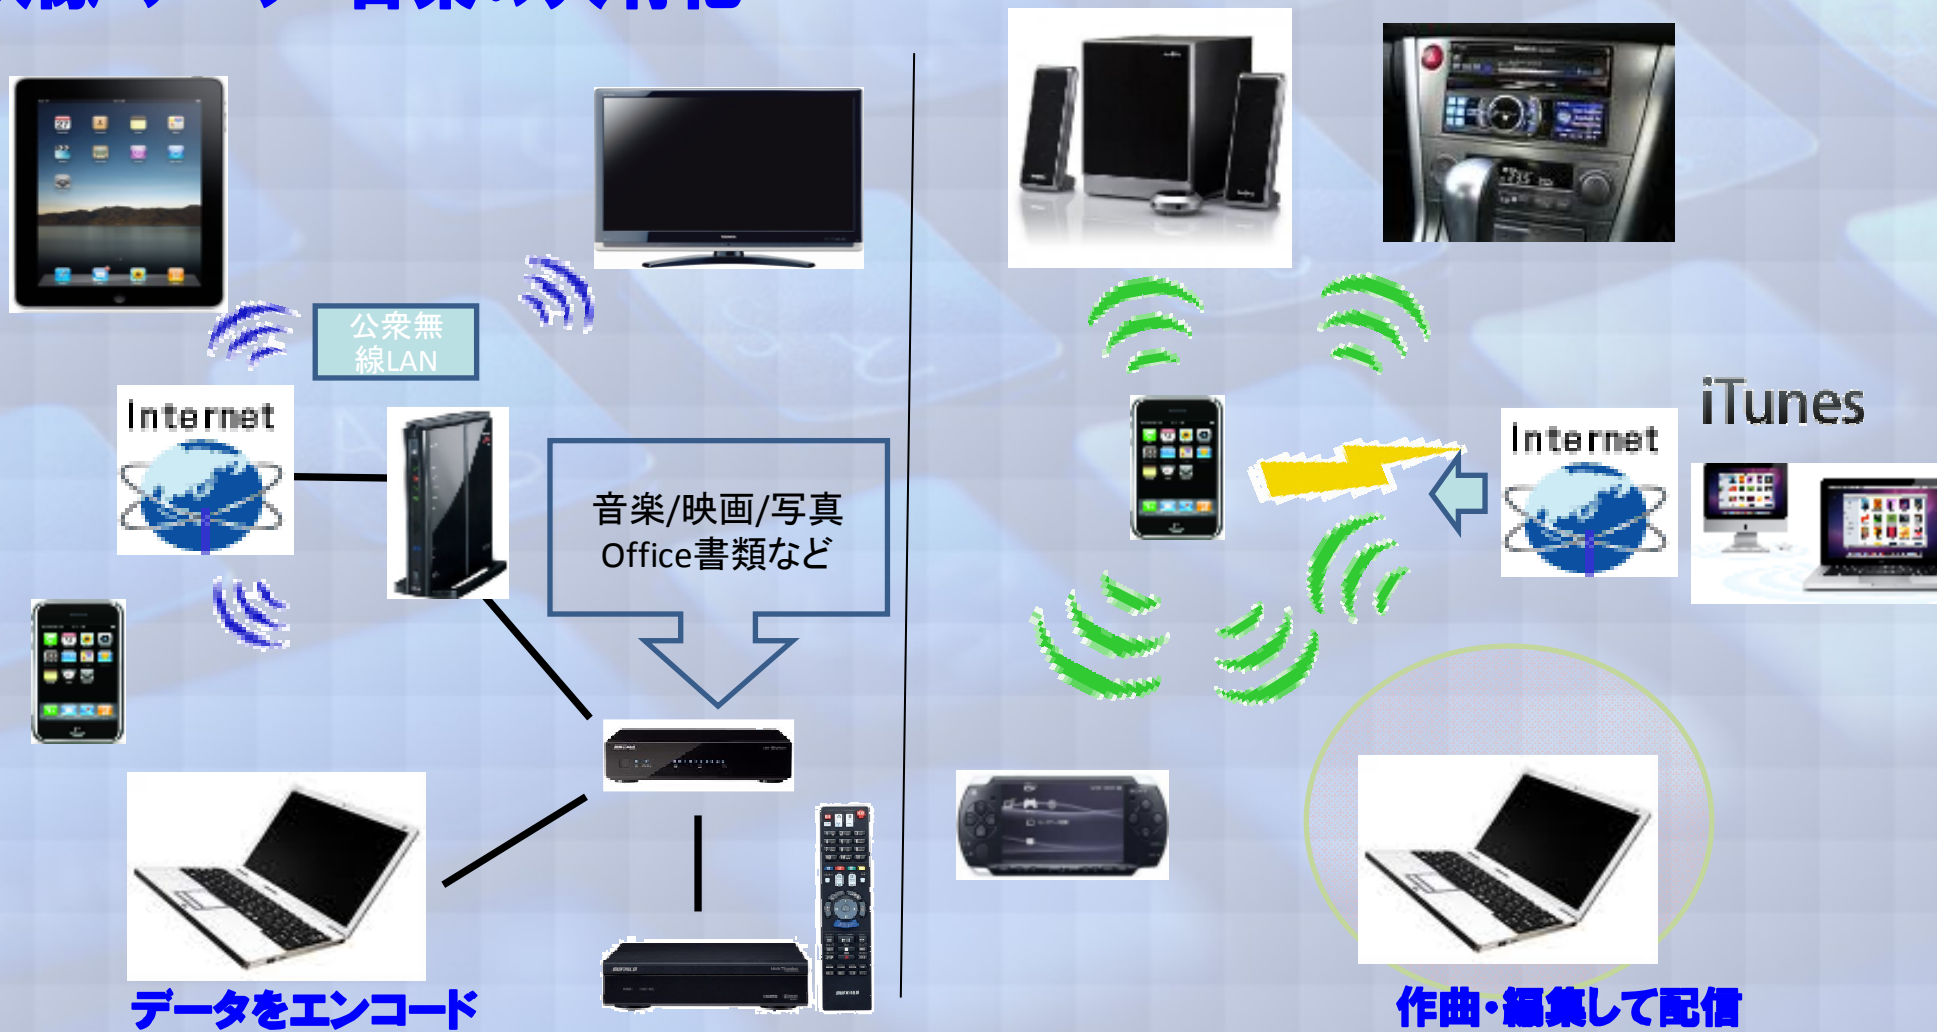 公衆無
線LAN
Internet
音楽/映画/写真
Office書類など
データをエンコード
iTunes
Internet
作曲・編集して配信